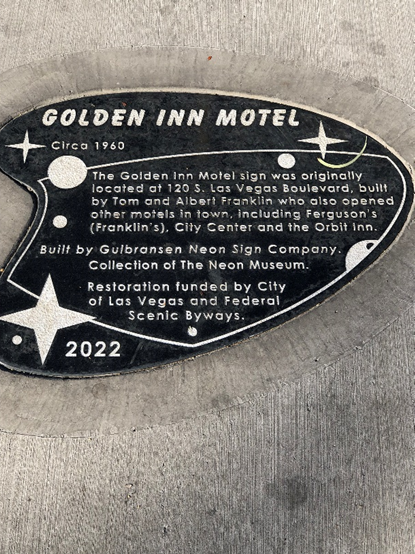 GOLDEN INN MOTEL
Circa 1960
The Golden Inn Motel sign was originally
located at 120 S. Las Vegas Boulevard, built
by Tom and Albert Franklin who also opened
other motels in town, including Ferguson's
(Franklin's), City Center and the Orbit Inn.
Built by Gulbransen Neon Sign Company.
Collection of The Neon Museum.
Restoration funded by City
of Las Vegas and Federal
Scenic Byways.
2022